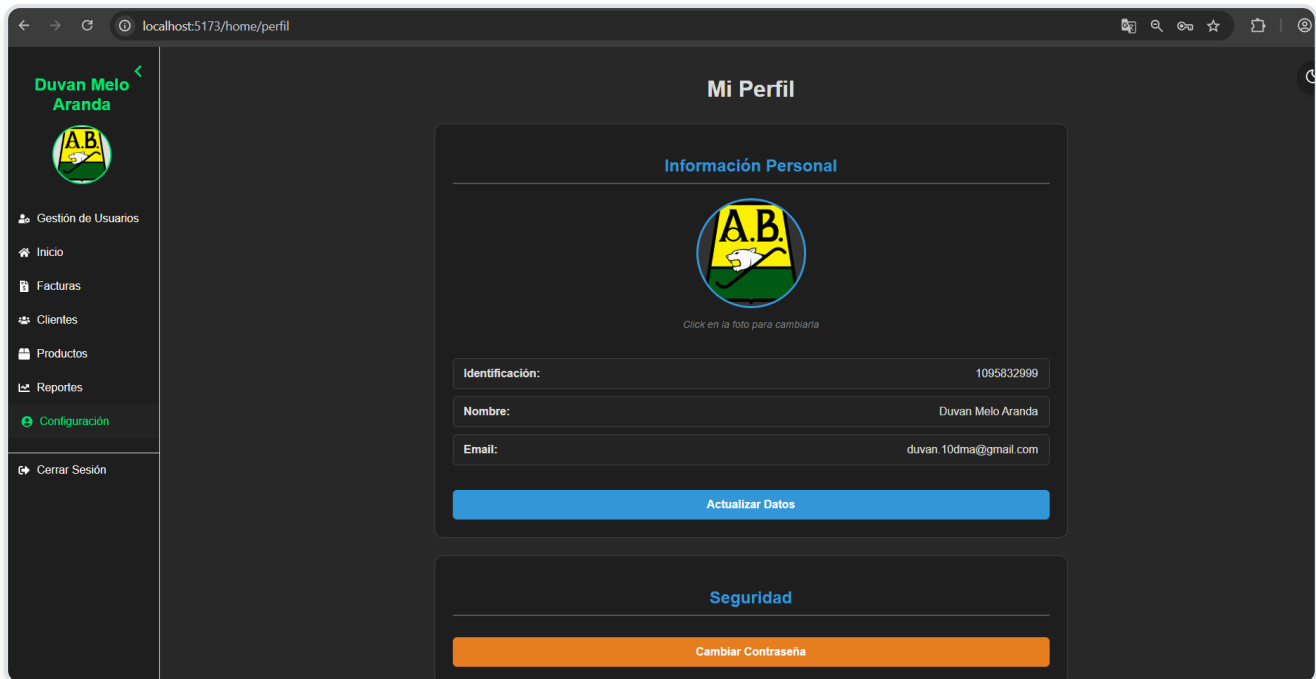 localhost:5173/home/perfil
Duvan Melo
Aranda
A.B.
Gestión de Usuarios
Inicio
Facturas
Clientes
Productos
Reportes
Configuración
Cerrar Sesión
Mi Perfil
Información Personal
A.B.
Click en la foto para cambiarla
Identificación: 1095832999
Nombre: Duvan Melo Aranda
Email: duvan.10dma@gmail.com
Actualizar Datos
Seguridad
Cambiar Contraseña